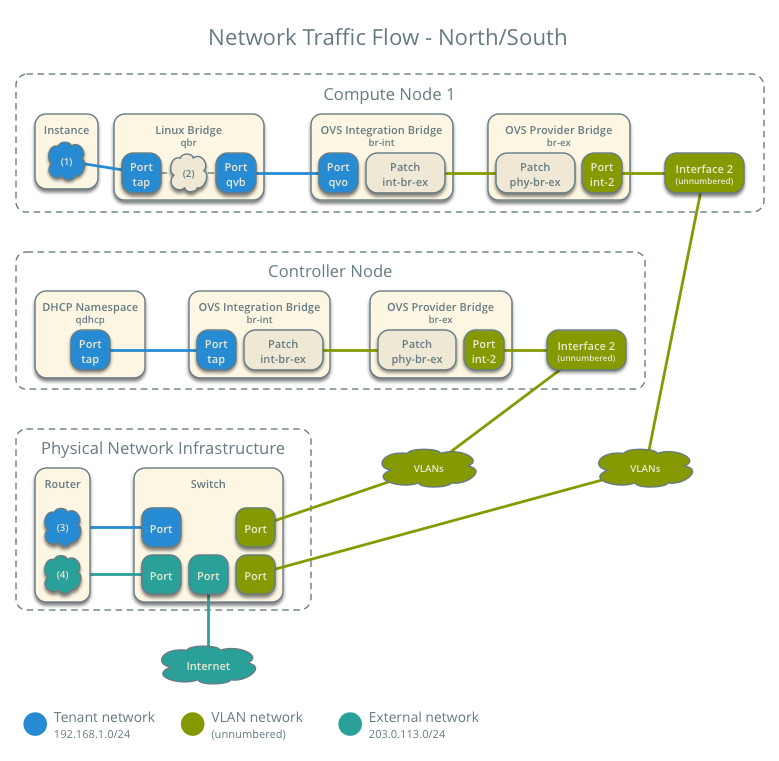 Network Traffic Flow - North/South
Compute Node 1
Instance
(1)
Linux Bridge
qbr
Port
tap
(2)
Port
qvb
OVS Integration Bridge
br-int
Port
qvo
Patch
int-br-ex
OVS Provider Bridge
br-ex
Patch
phy-br-ex
Port
int-2
Interface 2
(unnumbered)
Controller Node
DHCP Namespace
qdhcp
Port
tap
OVS Integration Bridge
br-int
Port
tap
Patch
int-br-ex
OVS Provider Bridge
br-ex
Patch
phy-br-ex
Port
int-2
Interface 2
(unnumbered)
Physical Network Infrastructure
Router
(3)
(4)
Switch
Port
Port
Port
Port
Port
VLANs
VLANs
Internet
Tenant network
192.168.1.0/24
VLAN network
(unnumbered)
External network
203.0.113.0/24